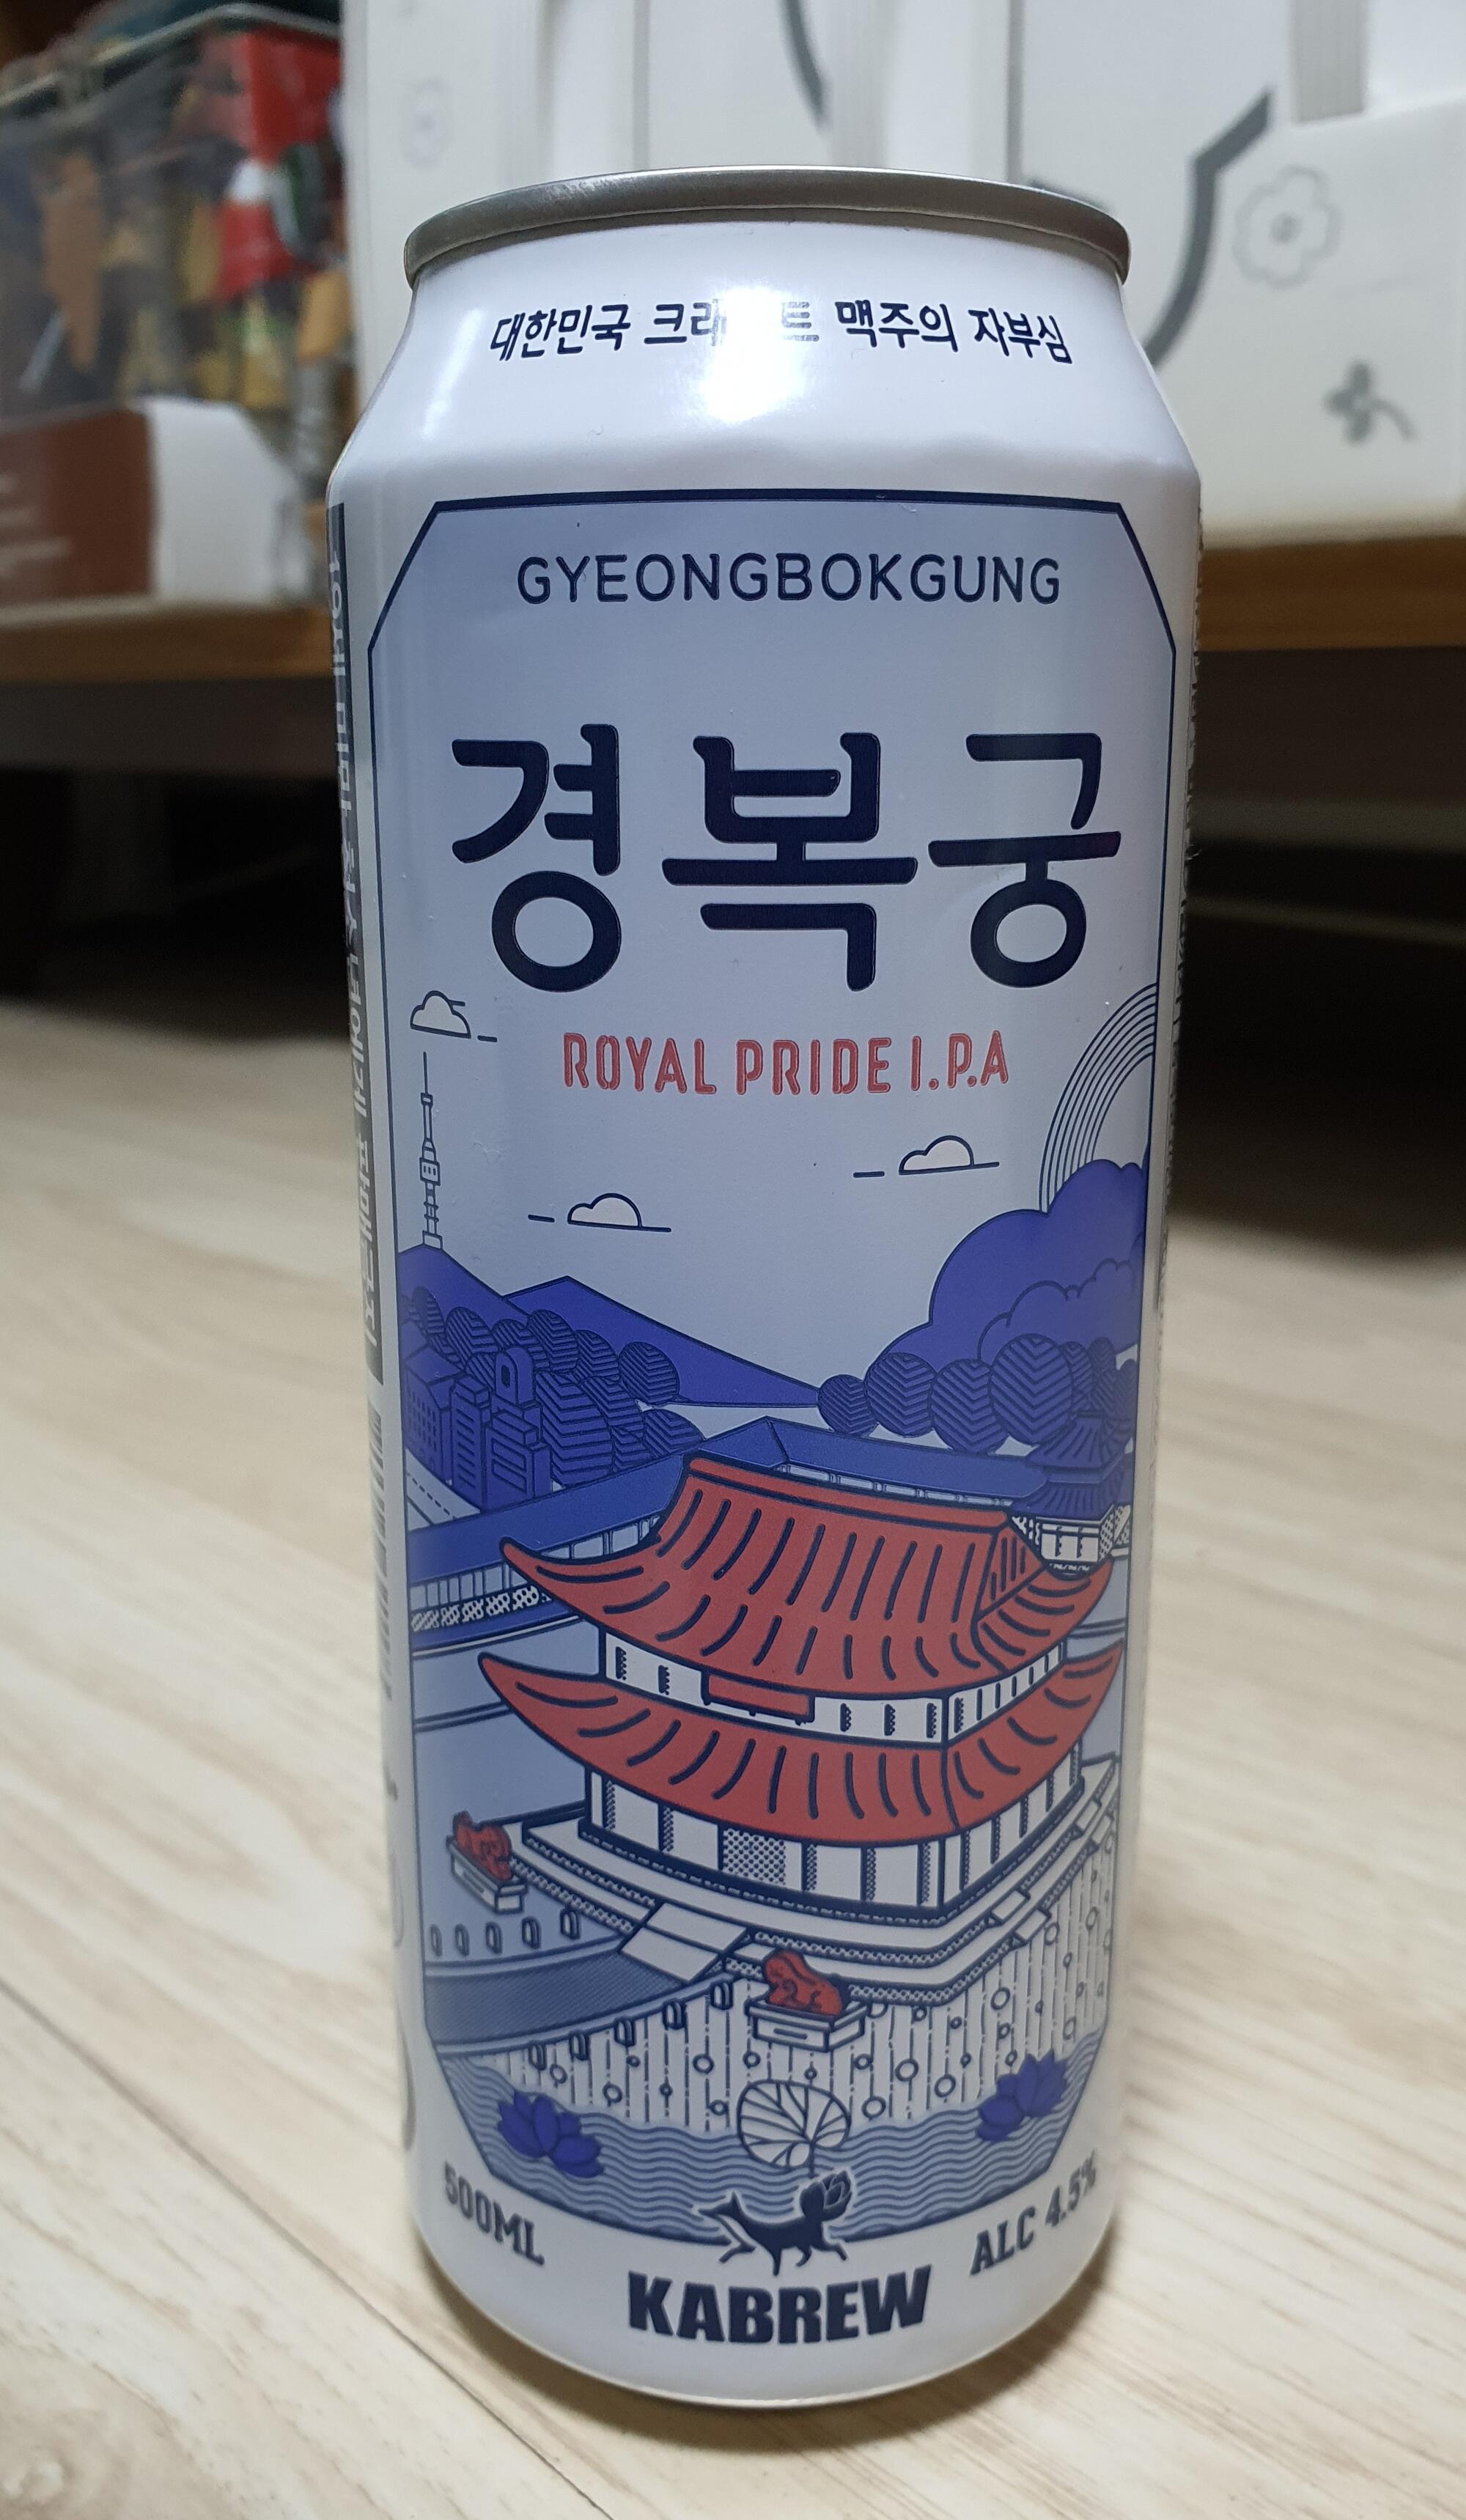 대한민국 크래프트 맥주의 자부심
GYEONGBOKGUNG
경복궁
ROYAL PRIDE I.P.A
500ML
ALC 4.5%
KABREW